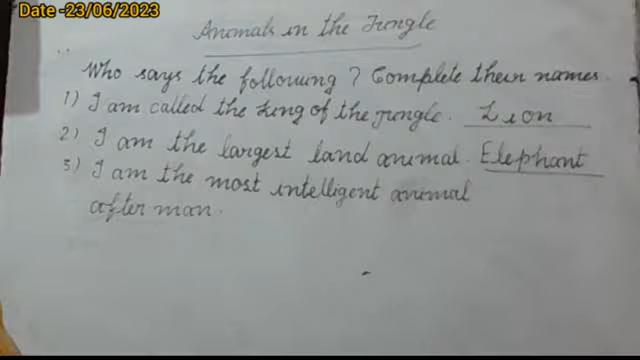 Date -23/06/2023
Animals in the Jungle
Who says the following? Complete their names.
1) I am called the king of the jungle. Lion
2) I am the largest land animal. Elephant
3) I am the most intelligent animal
after man.